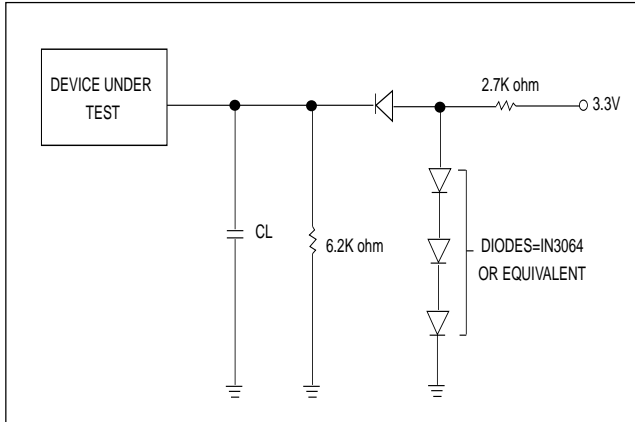 DEVICE UNDER
TEST
2.7K ohm
3.3V
CL
6.2K ohm
DIODES=IN3064
OR EQUIVALENT